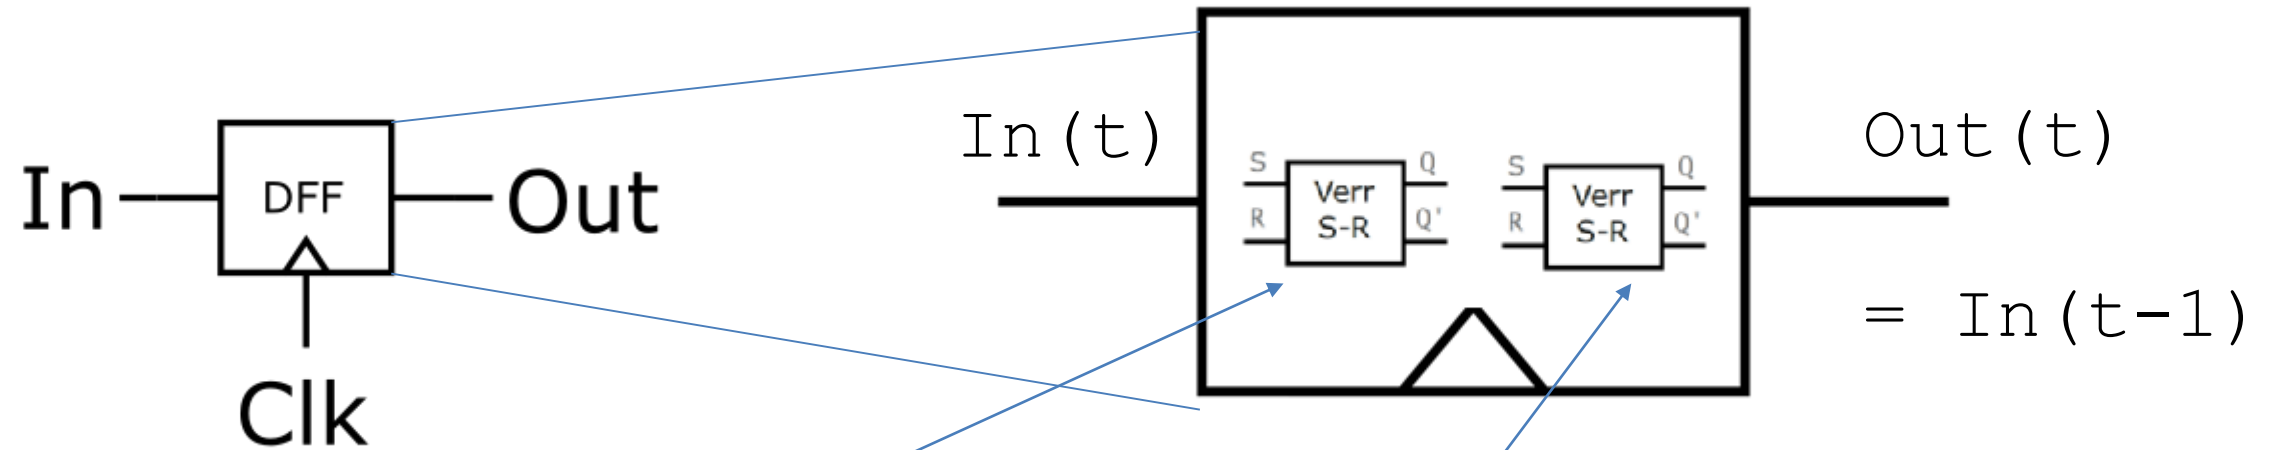 In
DFF
Out
Clk
In(t)
S
R
Verr
S-R
Q
Q'
S
R
Verr
S-R
Q
Q'
Out(t)
= In(t-1)